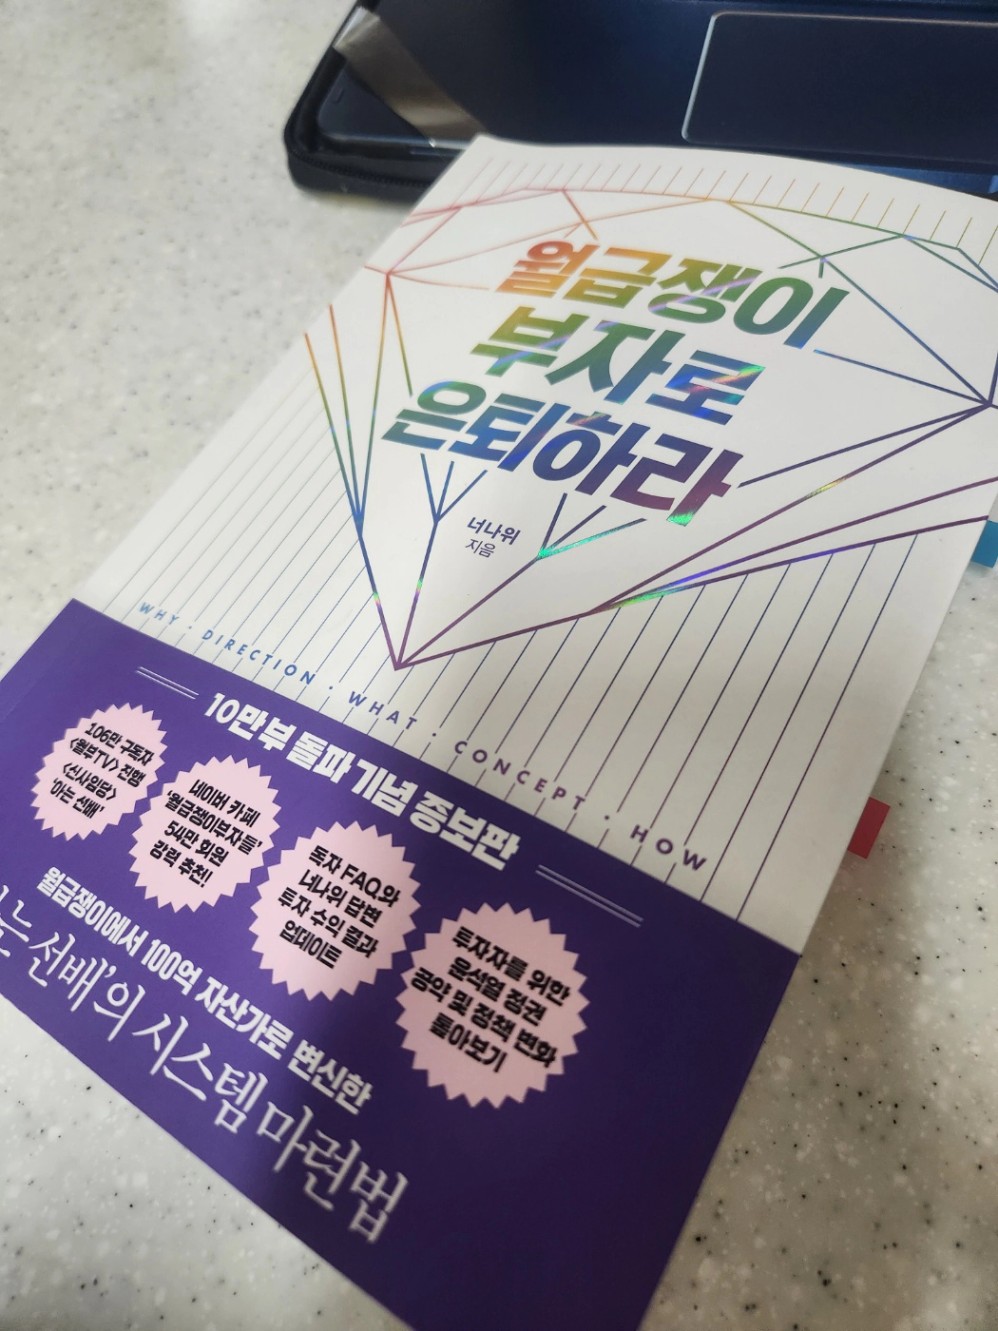 월급쟁이
부자로
은퇴하라
너나위
지음
WHY · DIRECTION · WHAT · CONCEPT · HOW
10만 부 돌파 기념 증보판
106만 구독자
<월부TV> 진행
<신사임당>
'아는 선배'
네이버 카페
'월급쟁이부자들'
54만 회원
강력 추천!
독자 FAQ와
너나위 답변
투자 수익 결과
업데이트
투자자를 위한
윤석열 정권
공약 및 정책 변화
돌아보기
월급쟁이에서 100억 자산가로 변신한
는 선배'의 시스템 마련법